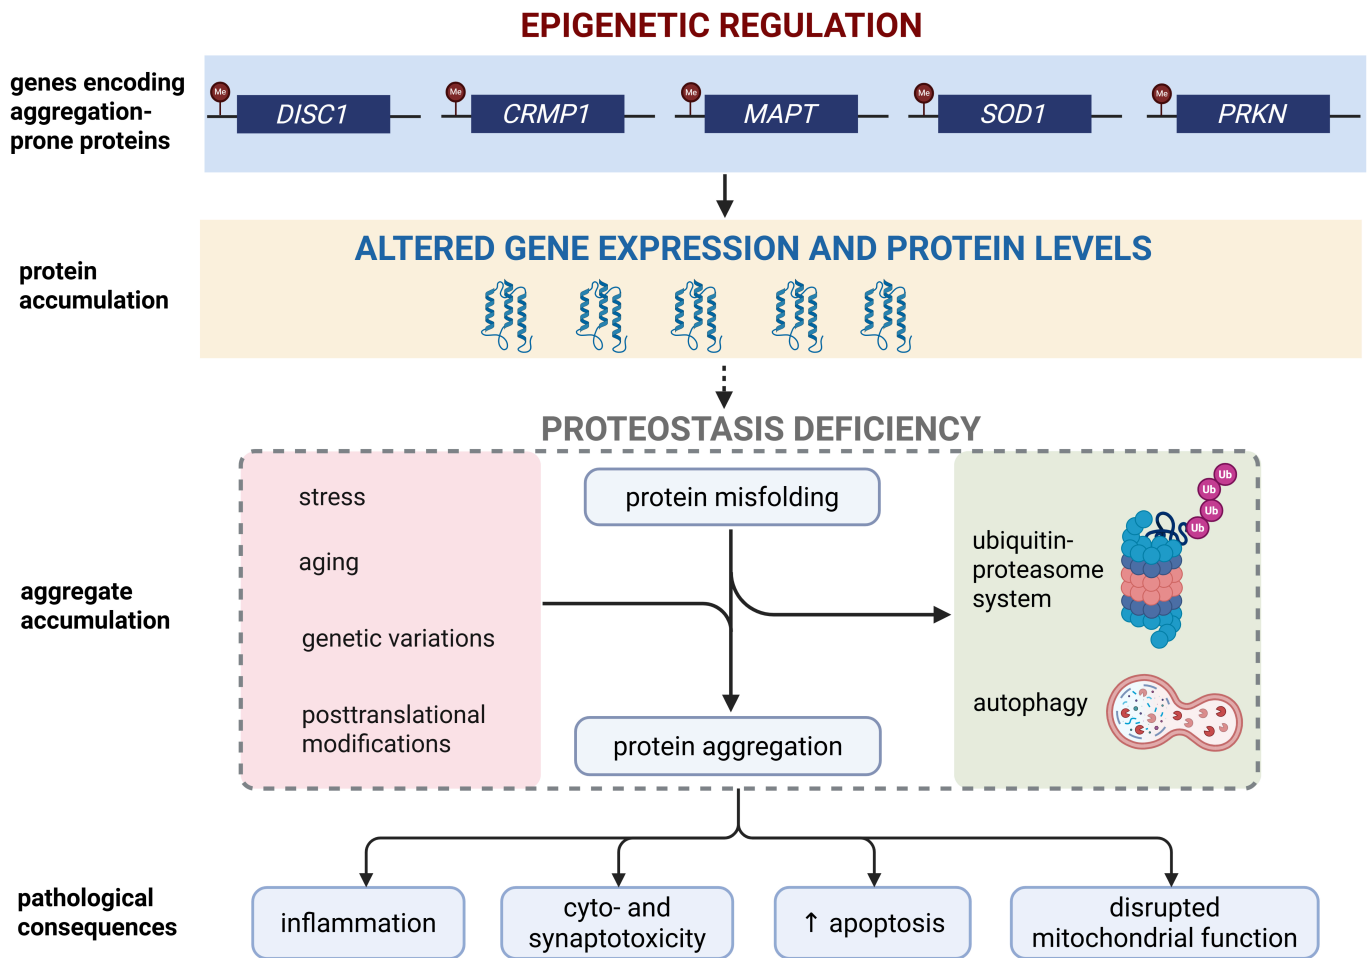 EPIGENETIC REGULATION
genes encoding
aggregation-
prone proteins
Me Me Me Me Me
DISC1 CRMP1 MAPT SOD1 PRKN
ALTERED GENE EXPRESSION AND PROTEIN LEVELS
protein
accumulation
PROTEOSTASIS DEFICIENCY
aggregate
accumulation
stress
aging
genetic variations
posttranslational
modifications
protein misfolding
protein aggregation
Ub
Ub
Ub
Ub
ubiquitin-
proteasome
system
autophagy
pathological
consequences
inflammation
cyto- and
synaptotoxicity
↑ apoptosis
disrupted
mitochondrial function